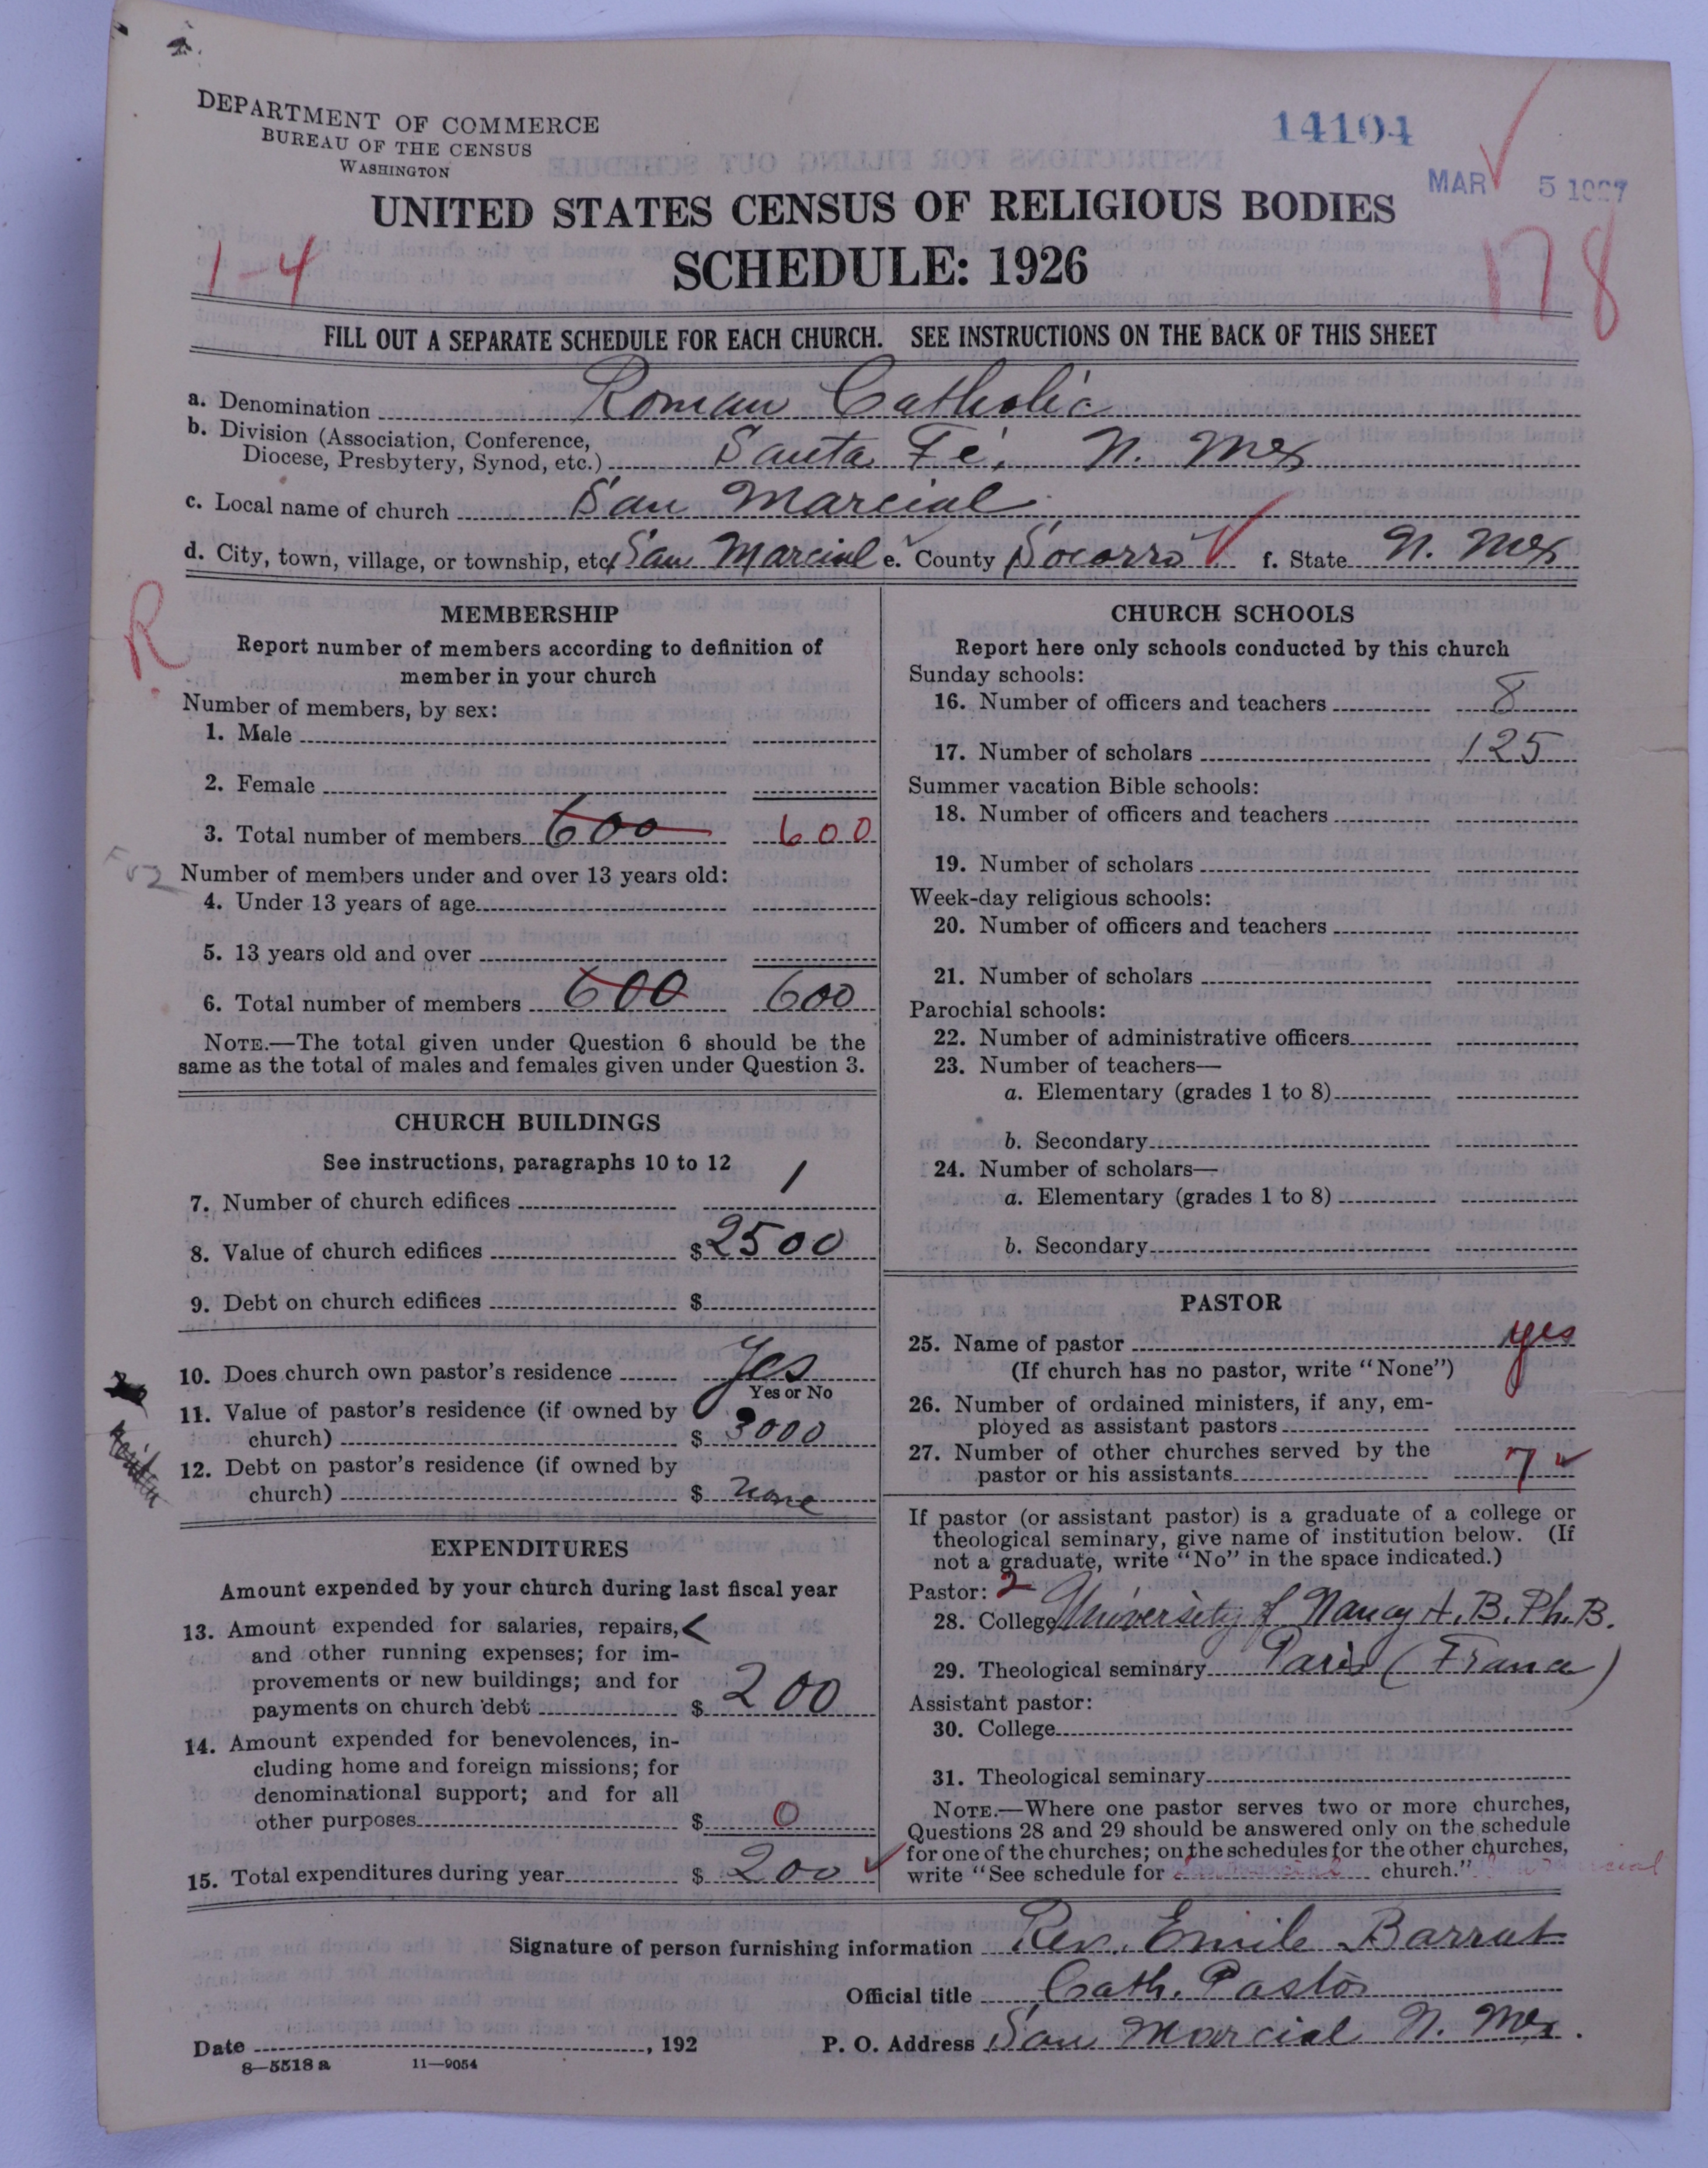 DEPARTMENT OF COMMERCE
BUREAU OF THE CENSUS
WASHINGTON
14104
MAR 5 1927
UNITED STATES CENSUS OF RELIGIOUS BODIES
SCHEDULE: 1926
1-4
178
FILL OUT A SEPARATE SCHEDULE FOR EACH CHURCH. SEE INSTRUCTIONS ON THE BACK OF THIS SHEET
a. Denomination Roman Catholic
b. Division (Association, Conference,
Diocese, Presbytery, Synod, etc.) Santa Fé, N. Mex
c. Local name of church San Marcial
d. City, town, village, or township, etc. San Marcial e. County Socorro f. State N. Mex
R
MEMBERSHIP
Report number of members according to definition of
member in your church
Number of members, by sex:
1. Male
2. Female
3. Total number of members 600 600
Number of members under and over 13 years old:
4. Under 13 years of age
5. 13 years old and over
6. Total number of members 600 600
NOTE.—The total given under Question 6 should be the
same as the total of males and females given under Question 3.
CHURCH BUILDINGS
See instructions, paragraphs 10 to 12
7. Number of church edifices 1
8. Value of church edifices $ 2500
9. Debt on church edifices $
10. Does church own pastor's residence Yes
Yes or No
11. Value of pastor's residence (if owned by
church) $ 3000
12. Debt on pastor's residence (if owned by
church) $ none
EXPENDITURES
Amount expended by your church during last fiscal year
13. Amount expended for salaries, repairs,
and other running expenses; for im-
provements or new buildings; and for
payments on church debt $ 200
14. Amount expended for benevolences, in-
cluding home and foreign missions; for
denominational support; and for all
other purposes $ 0
15. Total expenditures during year $ 200
CHURCH SCHOOLS
Report here only schools conducted by this church
Sunday schools:
16. Number of officers and teachers 8
17. Number of scholars 125
Summer vacation Bible schools:
18. Number of officers and teachers
19. Number of scholars
Week-day religious schools:
20. Number of officers and teachers
21. Number of scholars
Parochial schools:
22. Number of administrative officers
23. Number of teachers—
a. Elementary (grades 1 to 8)
b. Secondary
24. Number of scholars—
a. Elementary (grades 1 to 8)
b. Secondary
PASTOR
25. Name of pastor yes
(If church has no pastor, write "None")
26. Number of ordained ministers, if any, em-
ployed as assistant pastors
27. Number of other churches served by the
pastor or his assistants 7
If pastor (or assistant pastor) is a graduate of a college or
theological seminary, give name of institution below. (If
not a graduate, write "No" in the space indicated.)
Pastor: 2
28. College University of Nancy A. B. Ph. B.
29. Theological seminary Paris (France)
Assistant pastor:
30. College
31. Theological seminary
NOTE.—Where one pastor serves two or more churches,
Questions 28 and 29 should be answered only on the schedule
for one of the churches; on the schedules for the other churches,
write "See schedule for church."
Signature of person furnishing information Rev. Emile Barrat
Official title Cath. Pastor
Date , 192 P. O. Address San Marcial N. Mex.
8—5518 a 11—9054